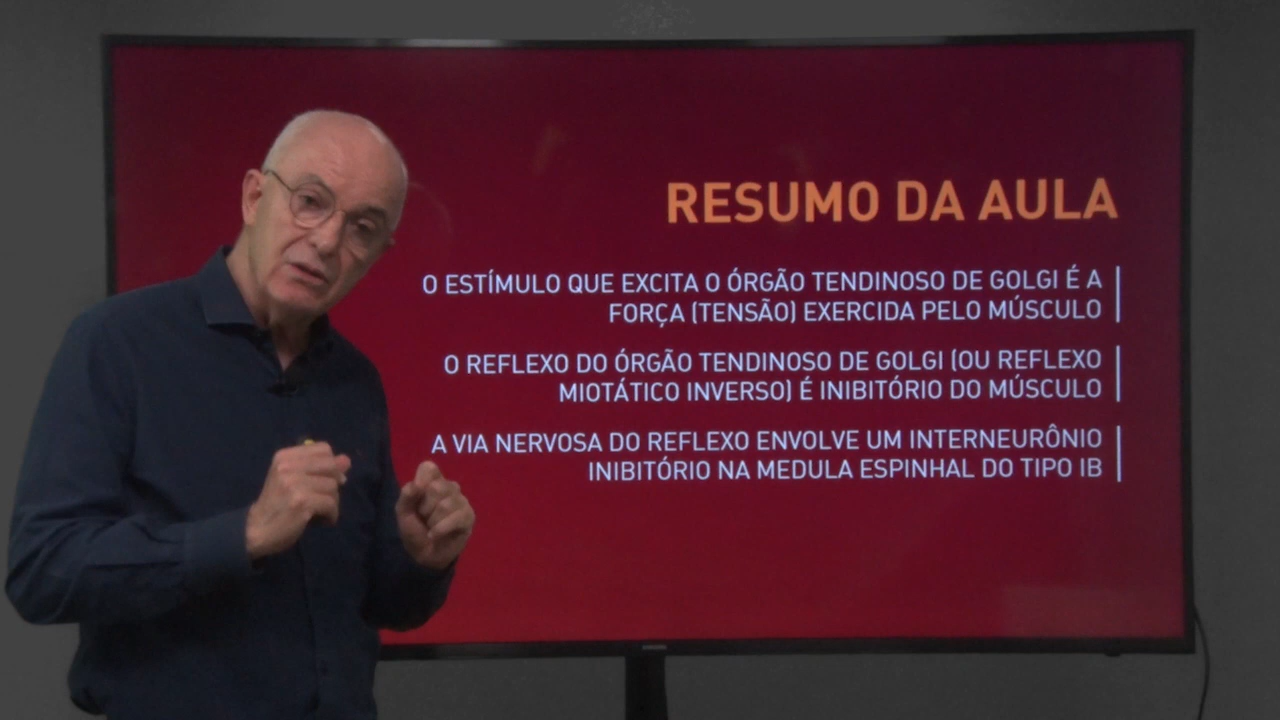 RESUMO DA AULA
O ESTÍMULO QUE EXCITA O ÓRGÃO TENDINOSO DE GOLGI É A
FORÇA (TENSÃO) EXERCIDA PELO MÚSCULO
O REFLEXO DO ÓRGÃO TENDINOSO DE GOLGI (OU REFLEXO
MIOTÁTICO INVERSO) É INIBITÓRIO DO MÚSCULO
A VIA NERVOSA DO REFLEXO ENVOLVE UM INTERNEURÔNIO
INIBITÓRIO NA MEDULA ESPINHAL DO TIPO IB